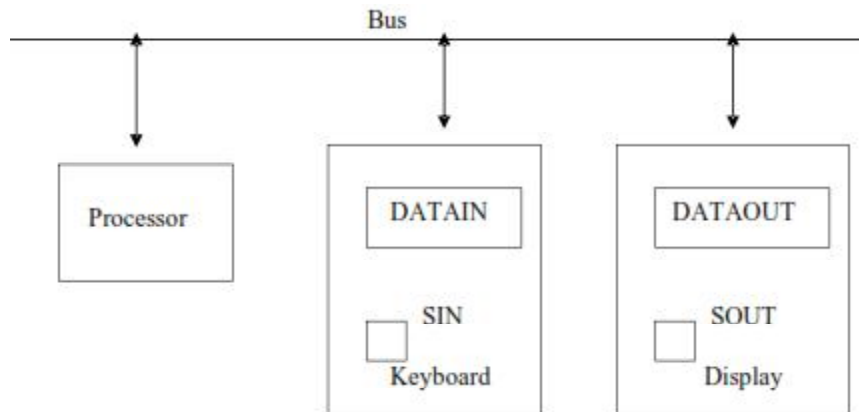 Bus
Processor
DATAIN
DATAOUT
SIN
SOUT
Keyboard
Display